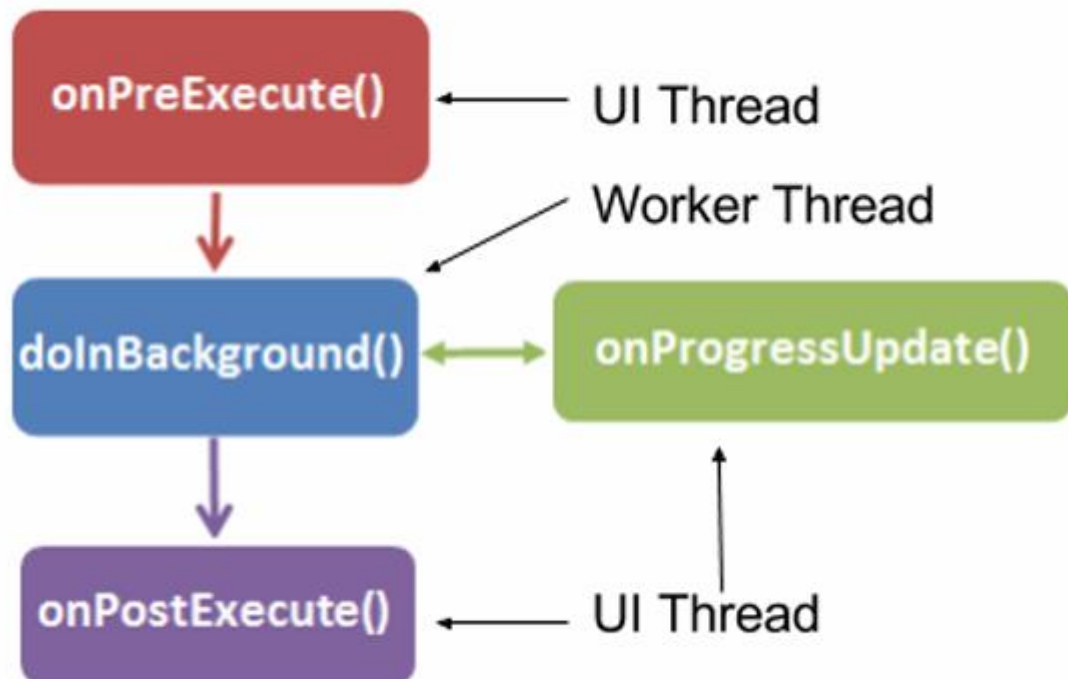 onPreExecute()
UI Thread
Worker Thread
doInBackground()
onProgressUpdate()
onPostExecute()
UI Thread